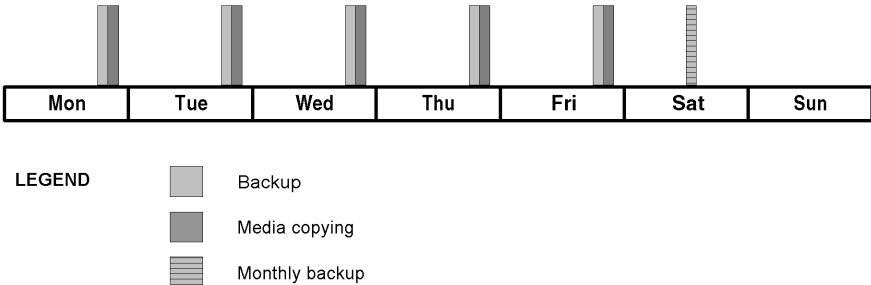 Mon Tue Wed Thu Fri Sat Sun
LEGEND
Backup
Media copying
Monthly backup